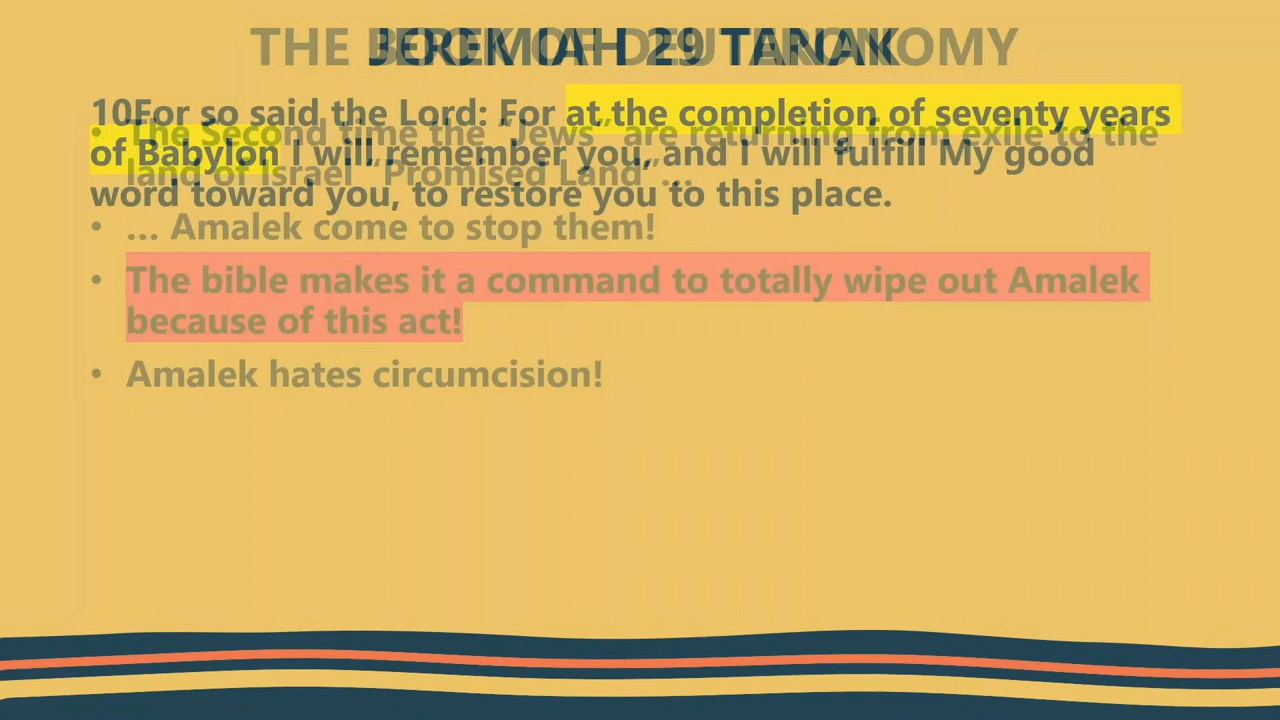 THE BOOK OF DEUTERONOMY
JEREMIAH 29 TANAK
10For so said the Lord: For at the completion of seventy years
of Babylon I will remember you, and I will fulfill My good
word toward you, to restore you to this place.
• The Second time the “Jews” are returning from exile to the
land of Israel “Promised Land” …
• … Amalek come to stop them!
• The bible makes it a command to totally wipe out Amalek
because of this act!
• Amalek hates circumcision!